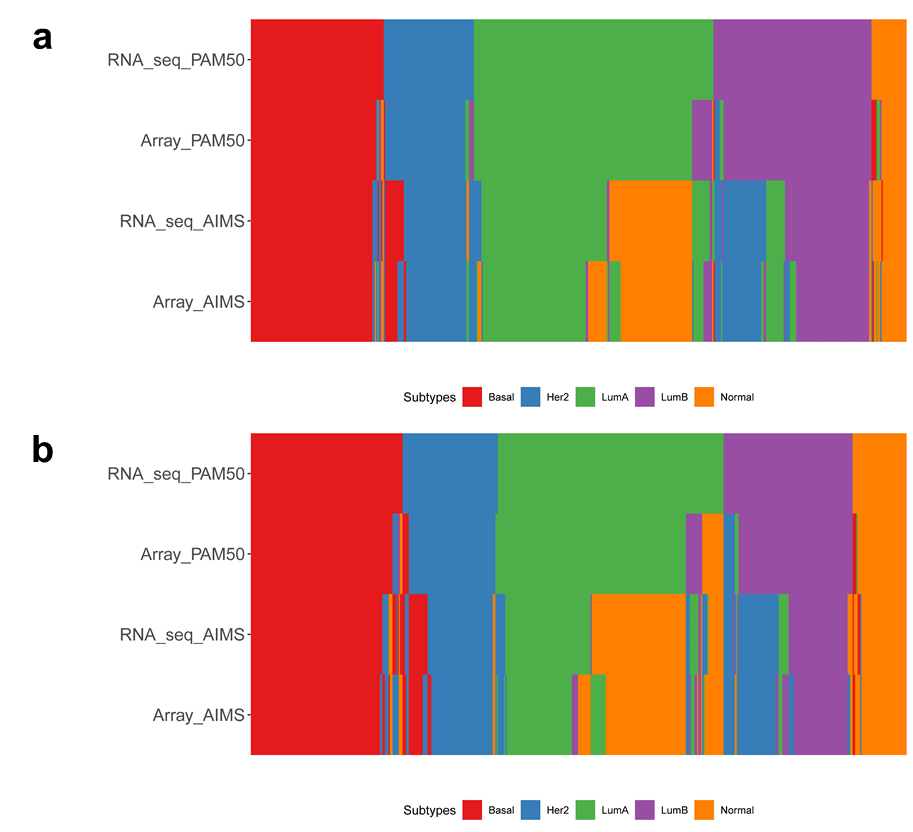 a
RNA_seq_PAM50
Array_PAM50
RNA_seq_AIMS
Array_AIMS
Subtypes Basal Her2 LumA LumB Normal
b
RNA_seq_PAM50
Array_PAM50
RNA_seq_AIMS
Array_AIMS
Subtypes Basal Her2 LumA LumB Normal